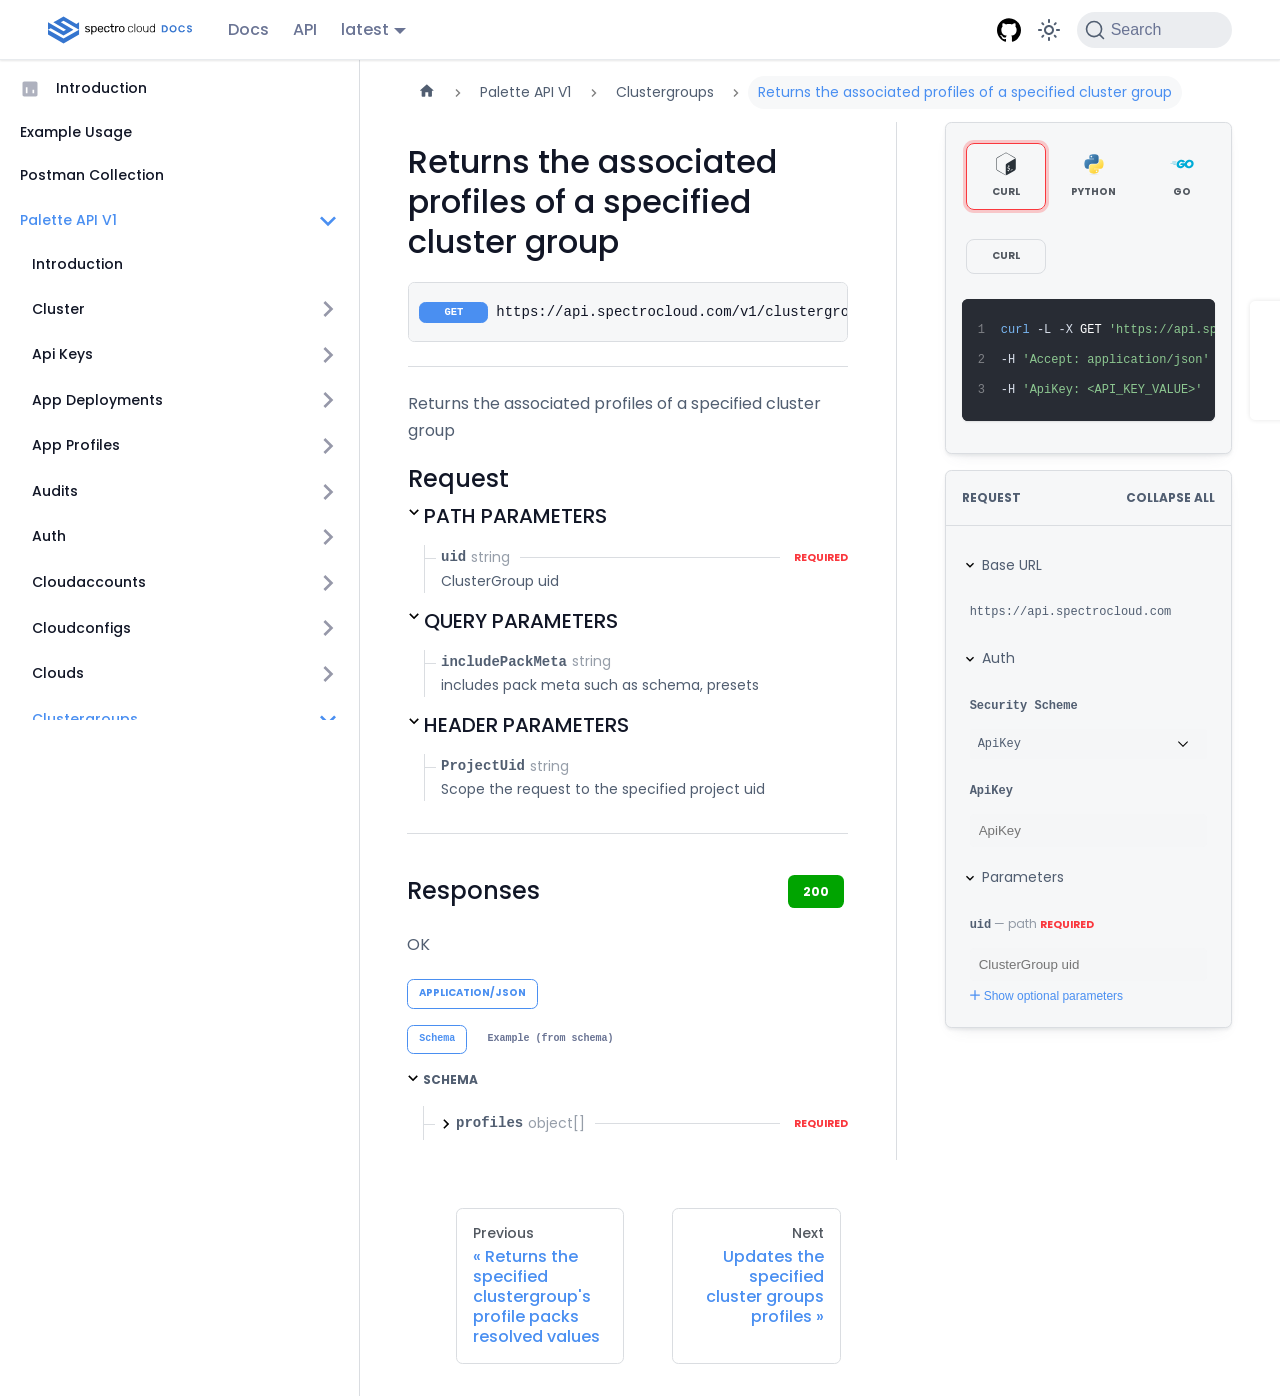 spectro cloud DOCS
Docs
API
latest
Search
Introduction
Example Usage
Postman Collection
Palette API V1
Introduction
Cluster
Api Keys
App Deployments
App Profiles
Audits
Auth
Cloudaccounts
Cloudconfigs
Clouds
Clustergroups
Palette API V1
Clustergroups
Returns the associated profiles of a specified cluster group
Returns the associated
profiles of a specified
cluster group
GET https://api.spectrocloud.com/v1/clustergro
Returns the associated profiles of a specified cluster
group
Request
PATH PARAMETERS
uid string REQUIRED
ClusterGroup uid
QUERY PARAMETERS
includePackMeta string
includes pack meta such as schema, presets
HEADER PARAMETERS
ProjectUid string
Scope the request to the specified project uid
Responses
200
OK
APPLICATION/JSON
Schema
Example (from schema)
SCHEMA
profiles object[] REQUIRED
Previous
« Returns the
specified
clustergroup's
profile packs
resolved values
Next
Updates the
specified
cluster groups
profiles »
CURL
PYTHON
GO
CURL
1 curl -L -X GET 'https://api.sp
2 -H 'Accept: application/json'
3 -H 'ApiKey: <API_KEY_VALUE>'
REQUEST
COLLAPSE ALL
Base URL
https://api.spectrocloud.com
Auth
Security Scheme
ApiKey
ApiKey
ApiKey
Parameters
uid — path REQUIRED
ClusterGroup uid
Show optional parameters